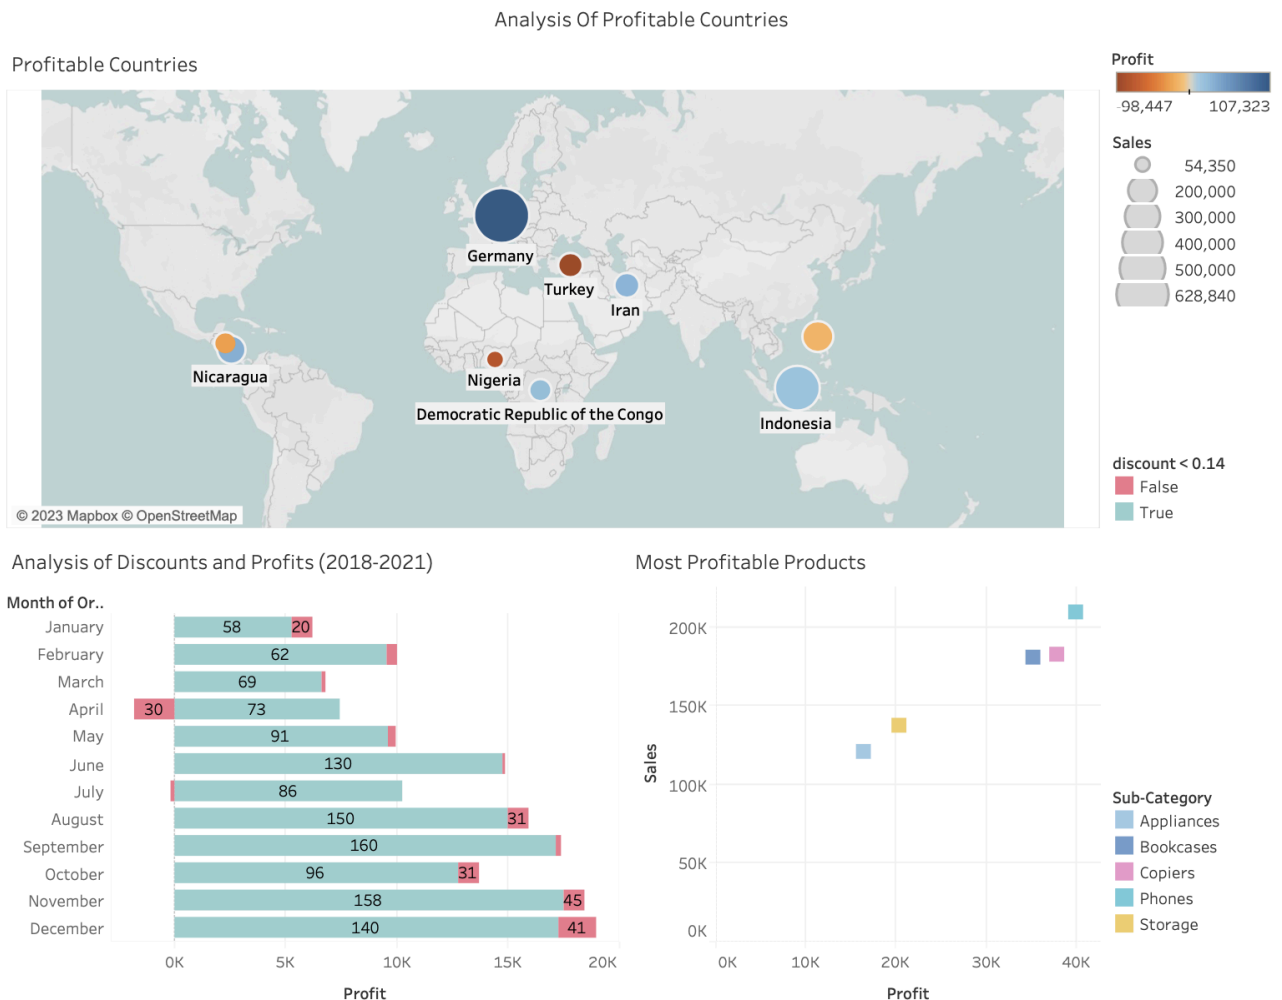 Analysis Of Profitable Countries
Profitable Countries
Germany
Turkey
Iran
Nicaragua
Nigeria
Democratic Republic of the Congo
Indonesia
© 2023 Mapbox © OpenStreetMap
Profit
-98,447 107,323
Sales
54,350
200,000
300,000
400,000
500,000
628,840
discount < 0.14
False
True
Analysis of Discounts and Profits (2018-2021)
Month of Or..
January 58 20
February 62
March 69
April 30 73
May 91
June 130
July 86
August 150 31
September 160
October 96 31
November 158 45
December 140 41
0K 5K 10K 15K 20K
Profit
Most Profitable Products
200K
150K
100K
50K
0K
Sales
0K 10K 20K 30K 40K
Profit
Sub-Category
Appliances
Bookcases
Copiers
Phones
Storage